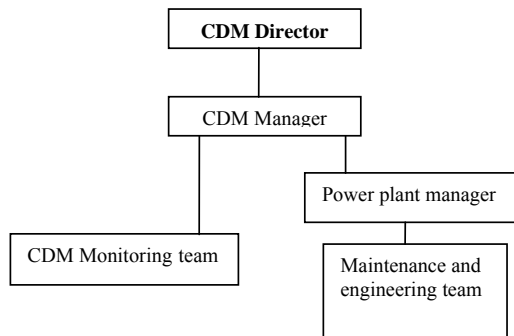 CDM Director
CDM Manager
Power plant manager
CDM Monitoring team
Maintenance and
engineering team